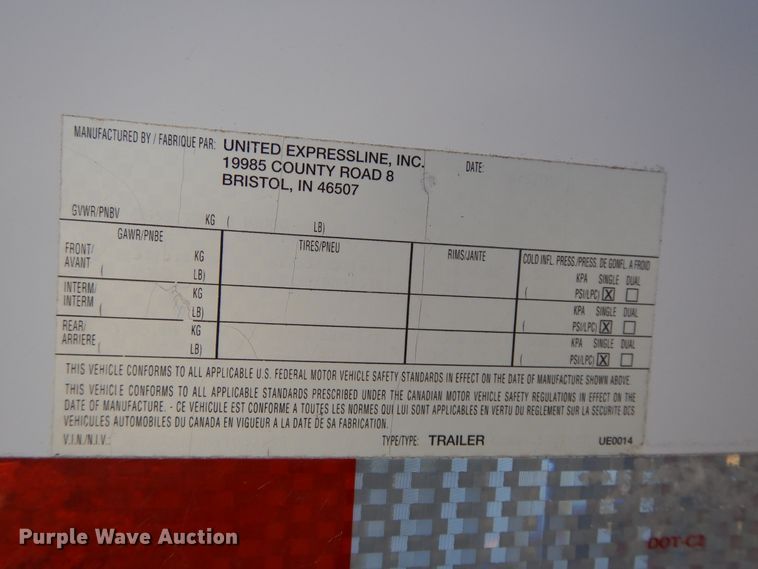 MANUFACTURED BY / FABRIQUE PAR: UNITED EXPRESSLINE, INC. DATE:
19985 COUNTY ROAD 8
BRISTOL, IN 46507
GVWR/PNBV KG ( LB)
GAWR/PNBE TIRES/PNEU RIMS/JANTE COLD INFL. PRESS./PRESS. DE GONFL. A FROID
FRONT/ KG KPA SINGLE DUAL
AVANT ( LB) ( PSI/LPC) X
INTERM/ KG KPA SINGLE DUAL
INTERM ( LB) ( PSI/LPC) X
REAR/ KG KPA SINGLE DUAL
ARRIERE ( LB) ( PSI/LPC) X
THIS VEHICLE CONFORMS TO ALL APPLICABLE U.S. FEDERAL MOTOR VEHICLE SAFETY STANDARDS IN EFFECT ON THE DATE OF MANUFACTURE SHOWN ABOVE.
THIS VEHICLE CONFORMS TO ALL APPLICABLE STANDARDS PRESCRIBED UNDER THE CANADIAN MOTOR VEHICLE SAFETY REGULATIONS IN EFFECT ON THE
DATE OF MANUFACTURE. - CE VEHICULE EST CONFORME A TOUTES LES NORMES QUI LUI SONT APPLICABLES EN VERTU DU REGLEMENT SUR LA SECURITE DES
VEHICULES AUTOMOBILES DU CANADA EN VIGUEUR A LA DATE DE SA FABRICATION.
V.I.N./N.I.V.: TYPE/TYPE: TRAILER UE0014
Purple Wave Auction
DOT-C2